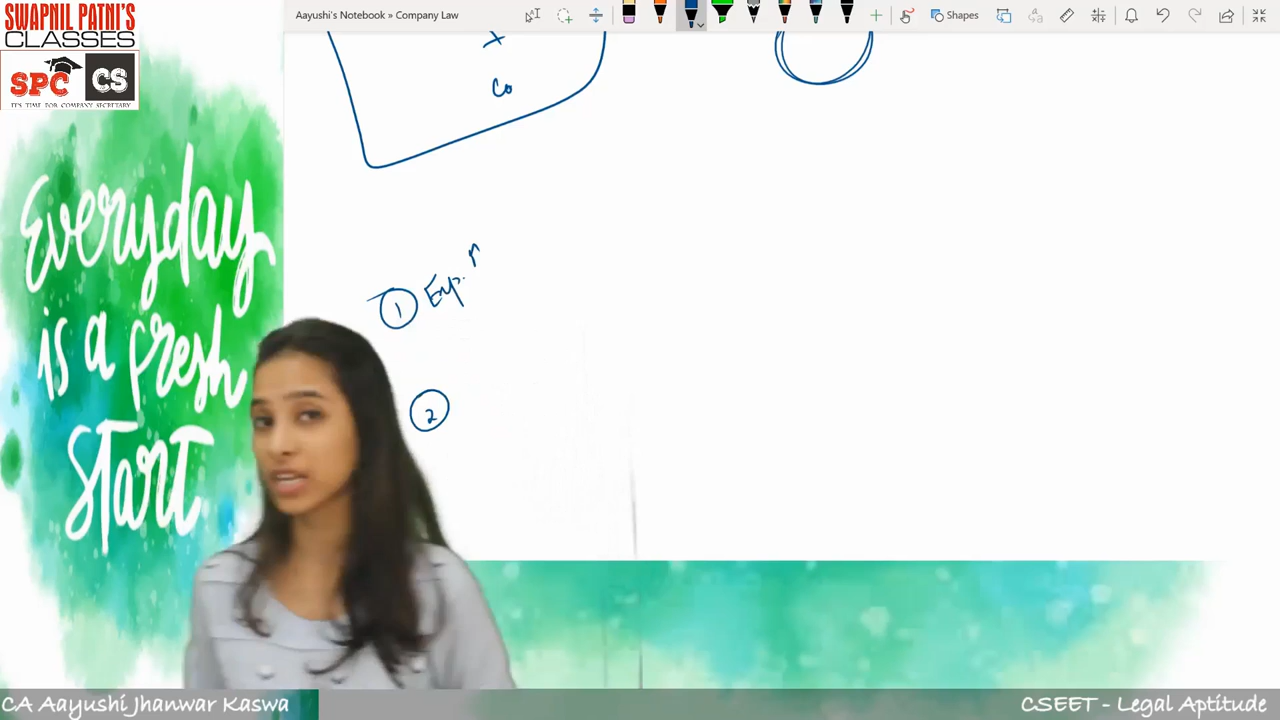 SWAPNIL PATNI'S
CLASSES
SPC CS
IT'S TIME FOR COMPANY SECRETARY
Aayushi's Notebook » Company Law
Shapes
X
Co
1 Exp. ↑
2
Everyday
is a fresh
start
CA Aayushi Jhanwar Kaswa
CSEET - Legal Aptitude